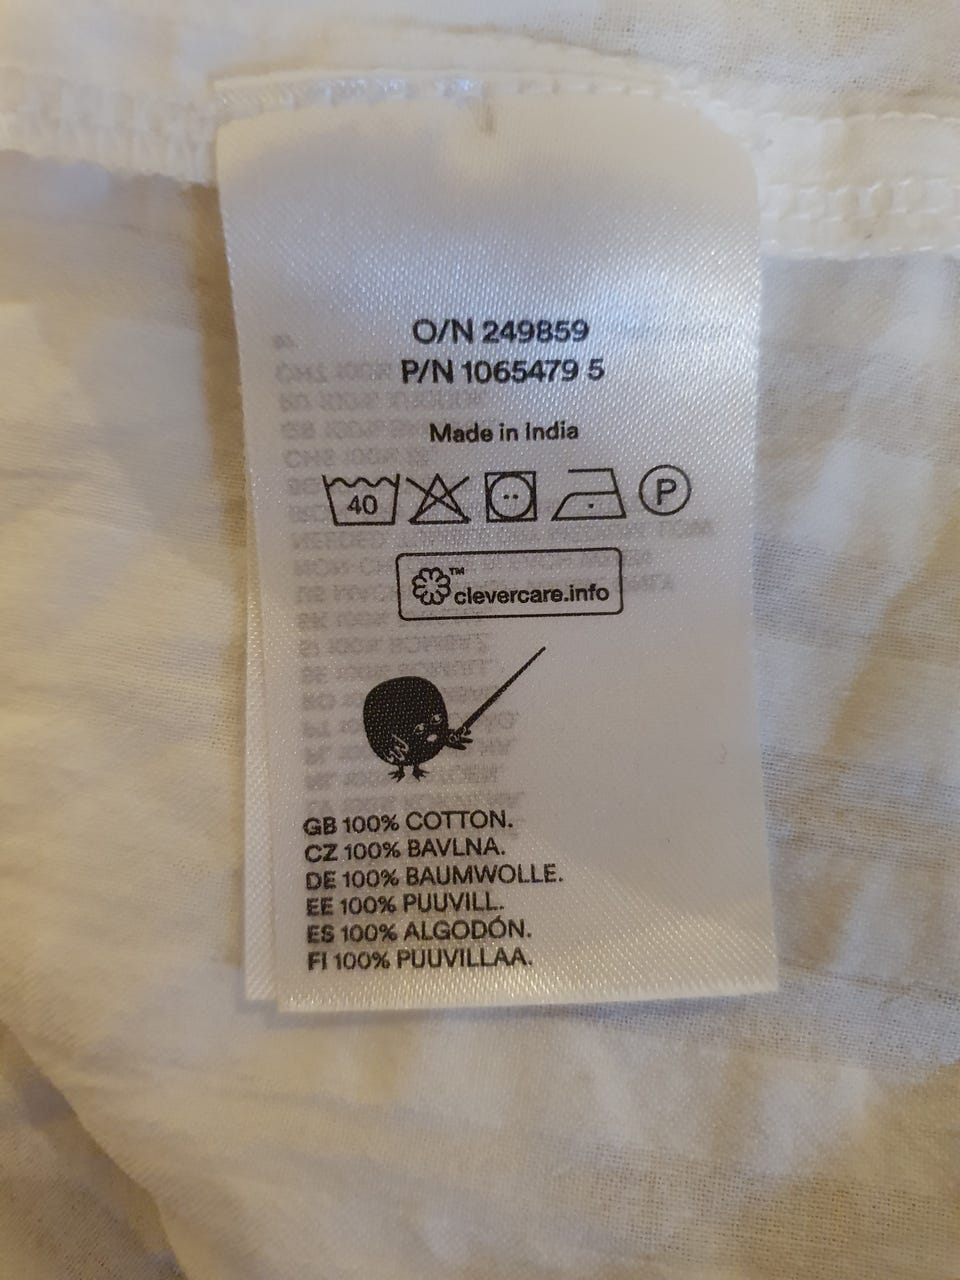 O/N 249859
P/N 1065479 5
Made in India
40 P
™
clevercare.info
GB 100% COTTON.
CZ 100% BAVLNA.
DE 100% BAUMWOLLE.
EE 100% PUUVILL.
ES 100% ALGODÓN.
FI 100% PUUVILLAA.